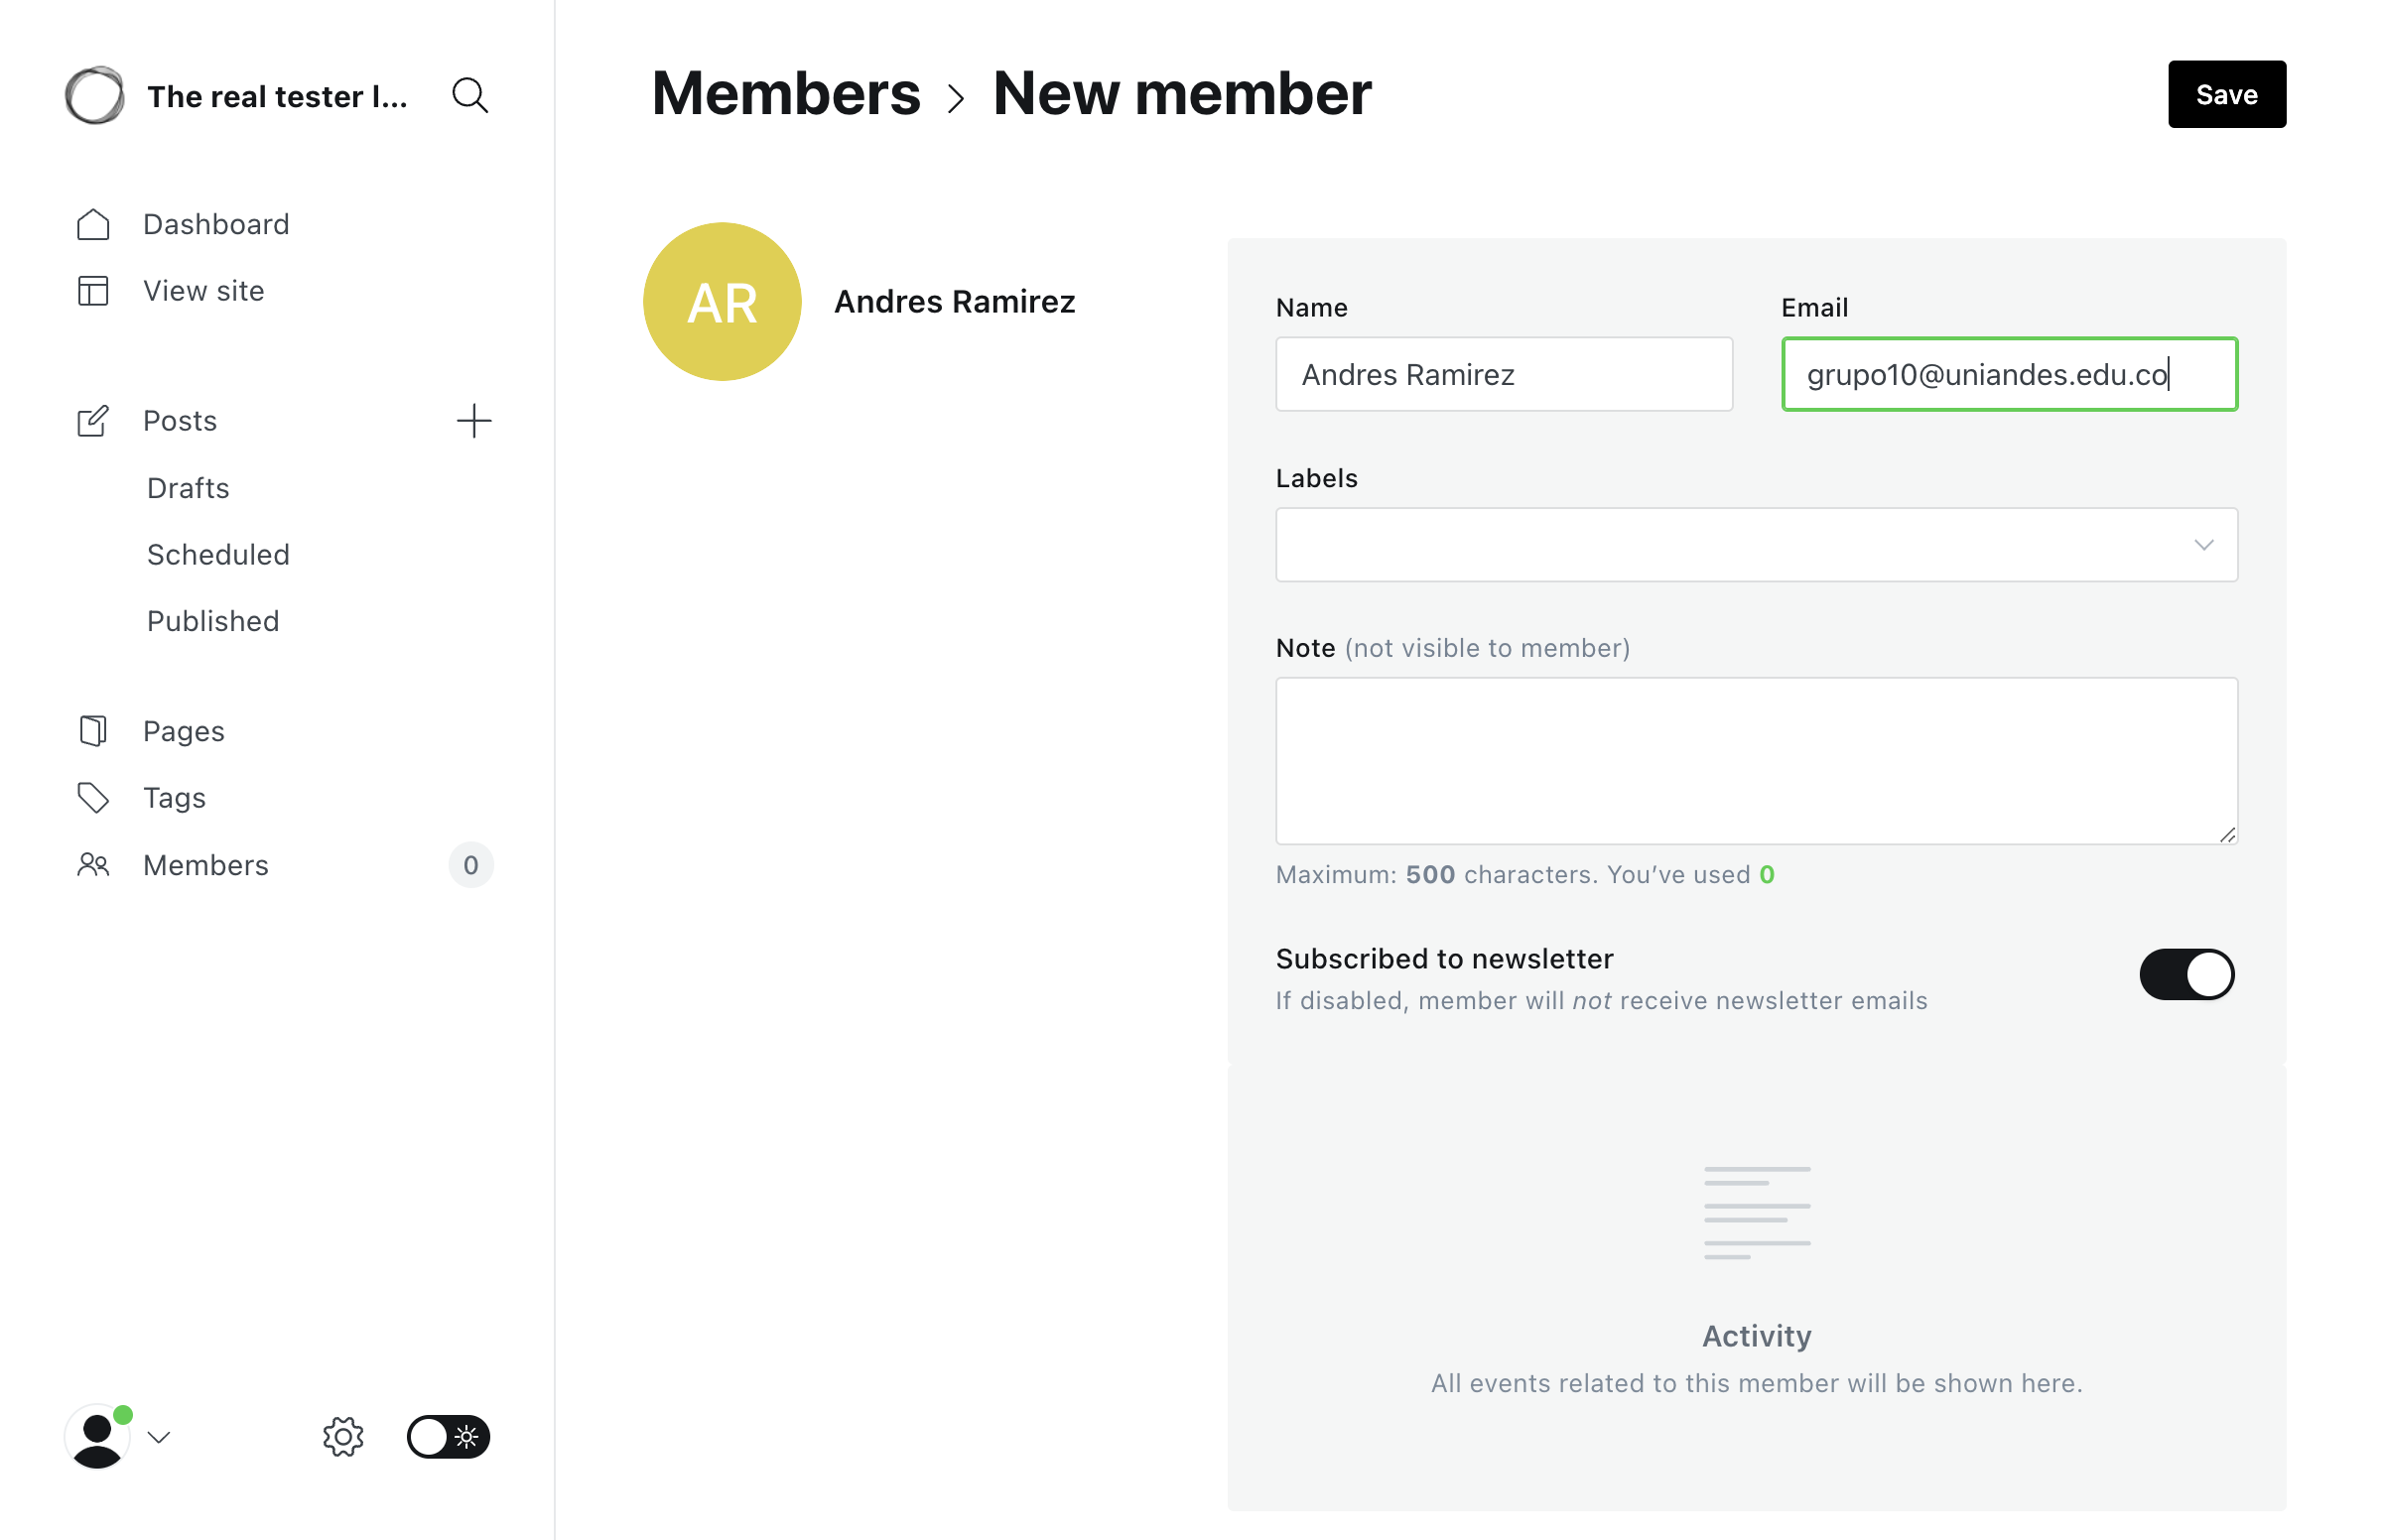 The real tester l...
Dashboard
View site
Posts
Drafts
Scheduled
Published
Pages
Tags
Members 0
Members > New member
Save
AR Andres Ramirez
Name Email
Andres Ramirez grupo10@uniandes.edu.co
Labels
Note (not visible to member)
Maximum: 500 characters. You’ve used 0
Subscribed to newsletter
If disabled, member will not receive newsletter emails
Activity
All events related to this member will be shown here.